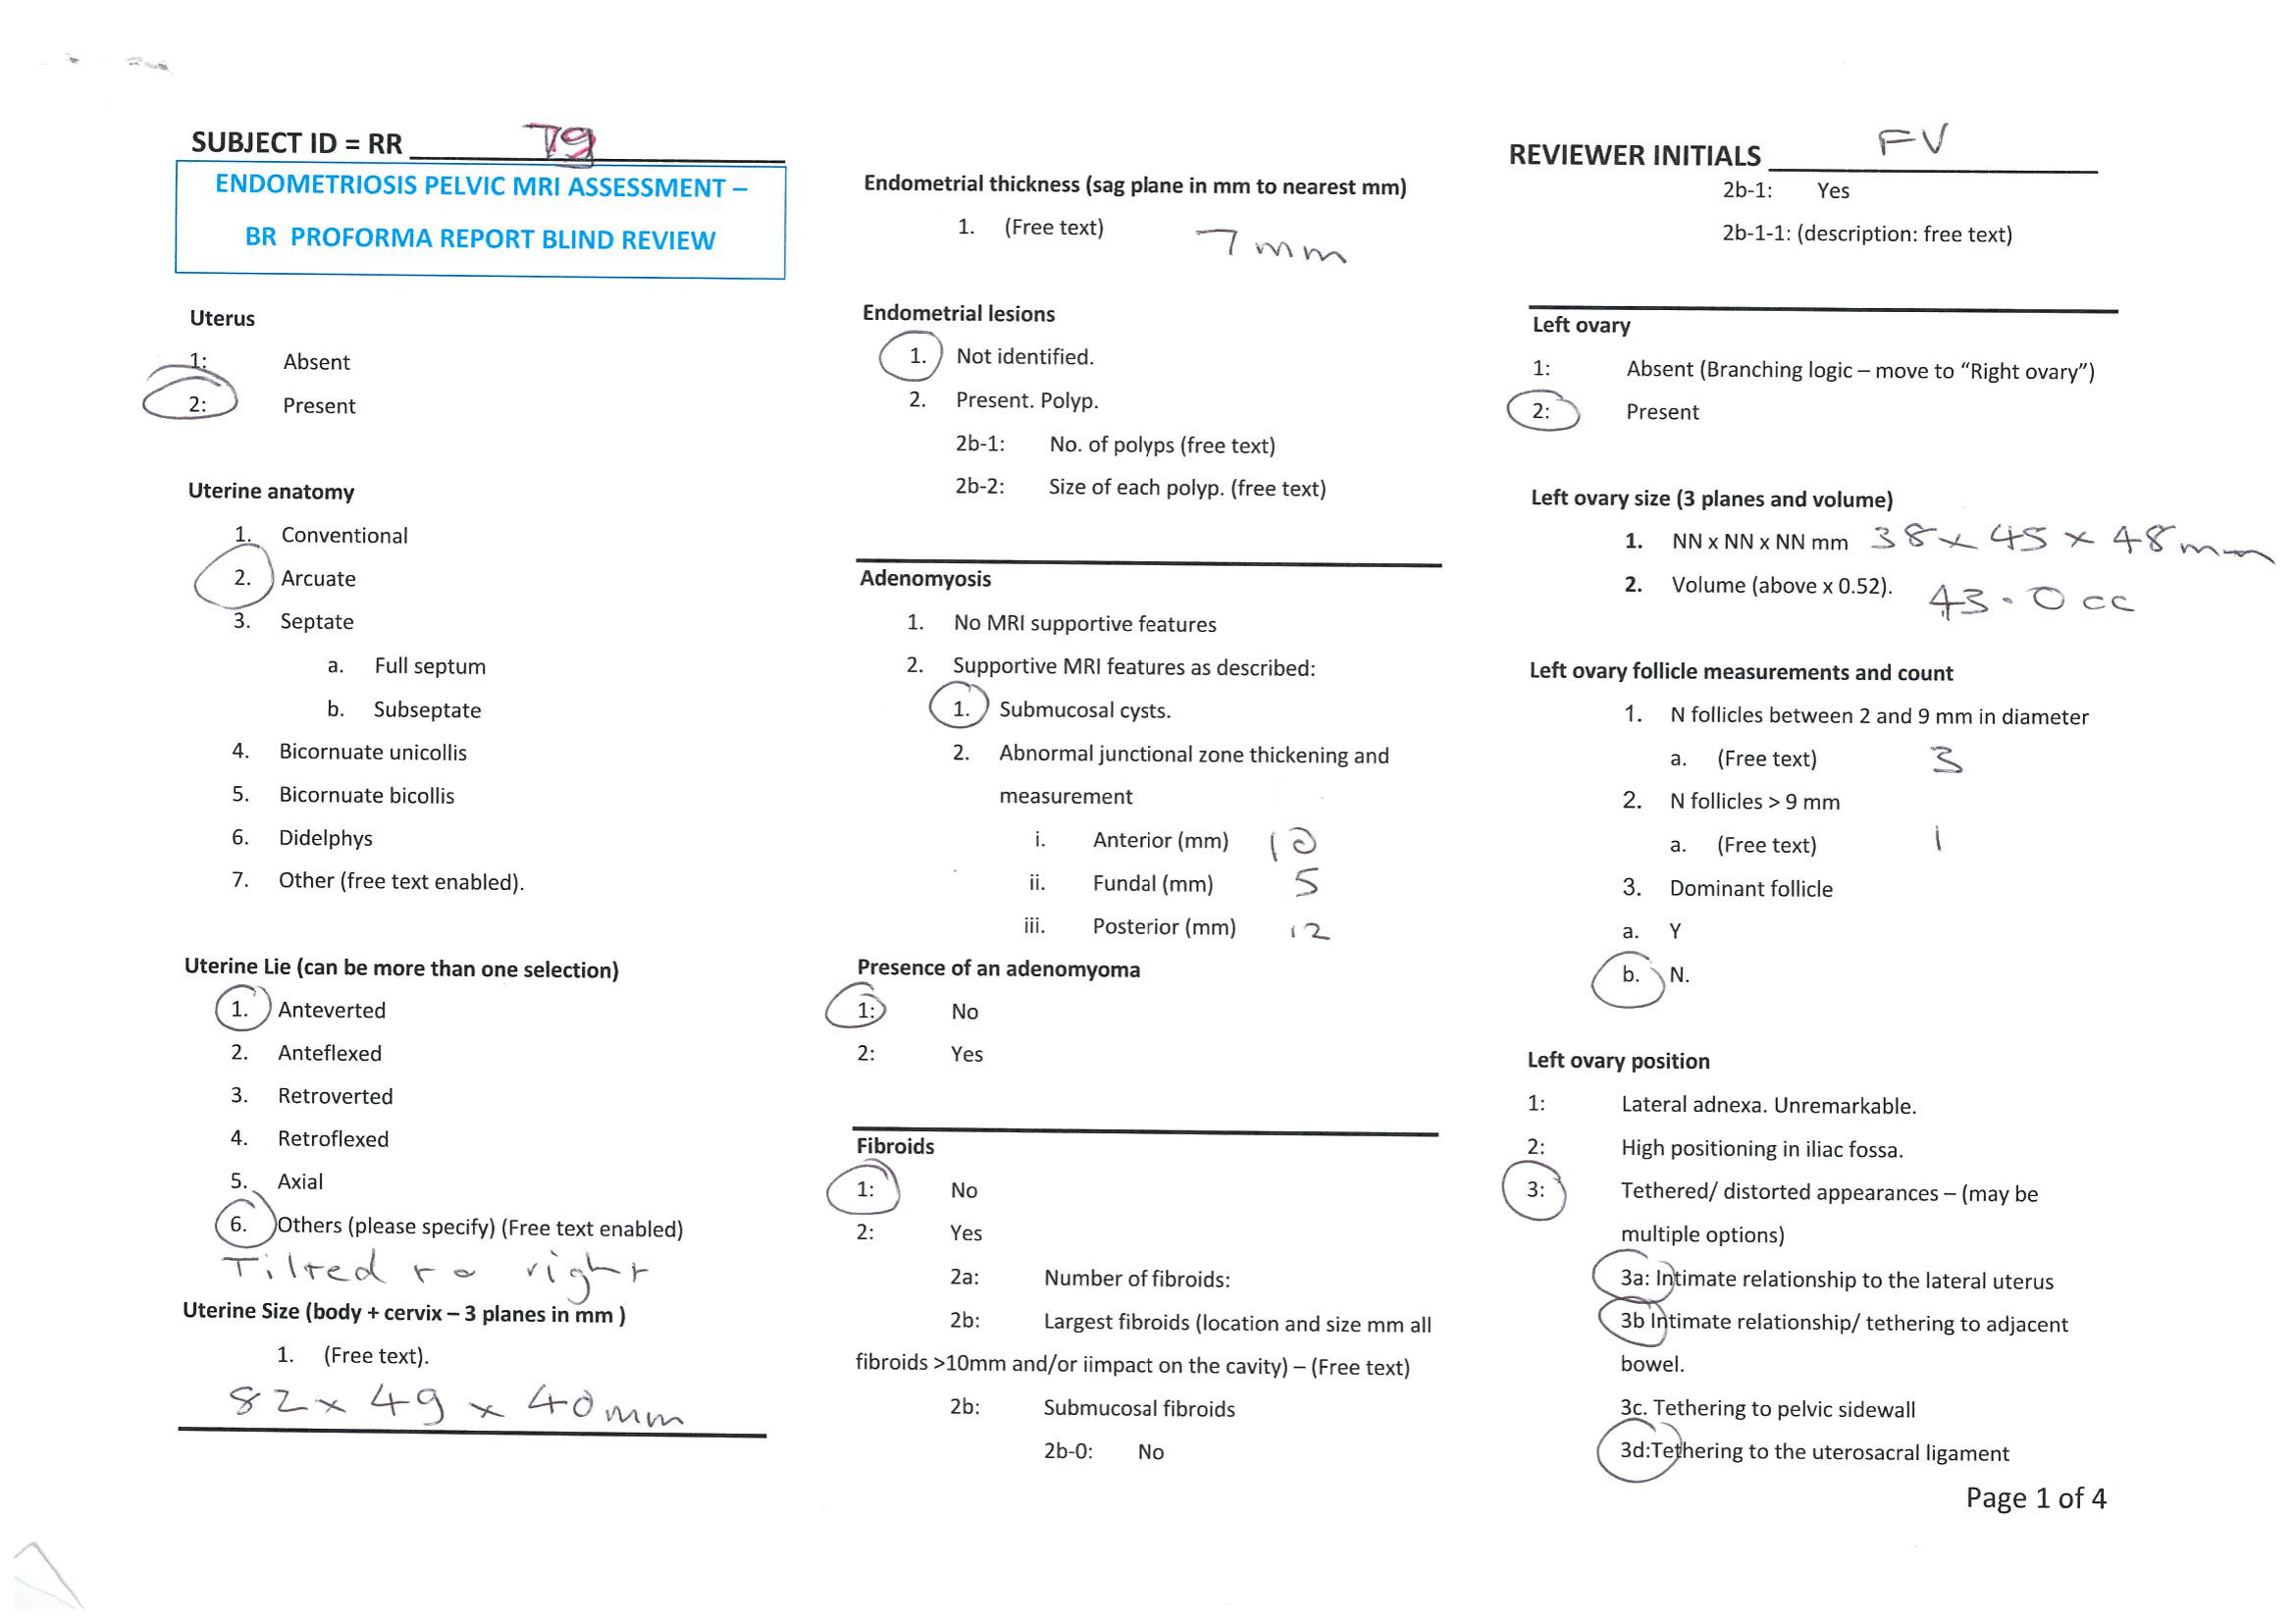 SUBJECT ID = RR 79
ENDOMETRIOSIS PELVIC MRI ASSESSMENT –
BR PROFORMA REPORT BLIND REVIEW
Uterus
1: Absent
2: Present
Uterine anatomy
1. Conventional
2. Arcuate
3. Septate
a. Full septum
b. Subseptate
4. Bicornuate unicollis
5. Bicornuate bicollis
6. Didelphys
7. Other (free text enabled).
Uterine Lie (can be more than one selection)
1. Anteverted
2. Anteflexed
3. Retroverted
4. Retroflexed
5. Axial
6. Others (please specify) (Free text enabled)
Tilted to right
Uterine Size (body + cervix – 3 planes in mm )
1. (Free text).
82 x 49 x 40mm
Endometrial thickness (sag plane in mm to nearest mm)
1. (Free text) 7mm
Endometrial lesions
1. Not identified.
2. Present. Polyp.
2b-1: No. of polyps (free text)
2b-2: Size of each polyp. (free text)
Adenomyosis
1. No MRI supportive features
2. Supportive MRI features as described:
1. Submucosal cysts.
2. Abnormal junctional zone thickening and
measurement
i. Anterior (mm) 10
ii. Fundal (mm) 5
iii. Posterior (mm) 12
Presence of an adenomyoma
1: No
2: Yes
Fibroids
1: No
2: Yes
2a: Number of fibroids:
2b: Largest fibroids (location and size mm all
fibroids >10mm and/or iimpact on the cavity) – (Free text)
2b: Submucosal fibroids
2b-0: No
REVIEWER INITIALS FV
2b-1: Yes
2b-1-1: (description: free text)
Left ovary
1: Absent (Branching logic – move to “Right ovary”)
2: Present
Left ovary size (3 planes and volume)
1. NN x NN x NN mm 38 x 45 x 48mm
2. Volume (above x 0.52). 43.0 cc
Left ovary follicle measurements and count
1. N follicles between 2 and 9 mm in diameter
a. (Free text) 3
2. N follicles > 9 mm
a. (Free text) 1
3. Dominant follicle
a. Y
b. N.
Left ovary position
1: Lateral adnexa. Unremarkable.
2: High positioning in iliac fossa.
3: Tethered/ distorted appearances – (may be
multiple options)
3a: Intimate relationship to the lateral uterus
3b Intimate relationship/ tethering to adjacent
bowel.
3c. Tethering to pelvic sidewall
3d:Tethering to the uterosacral ligament
Page 1 of 4